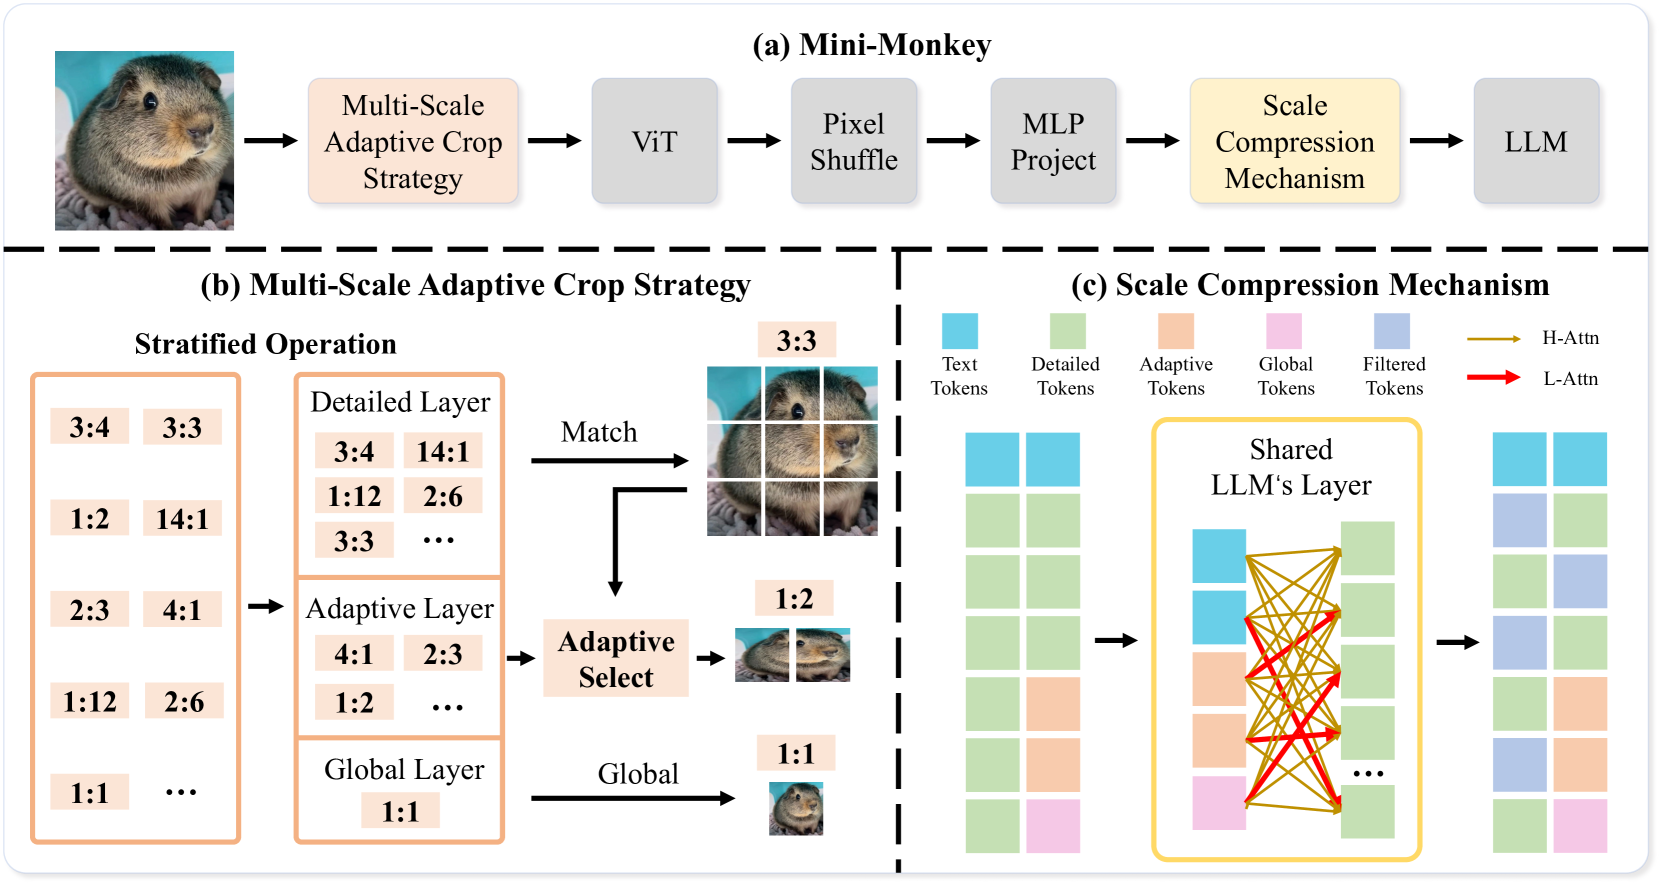 (a) Mini-Monkey
Multi-Scale
Adaptive Crop
Strategy
ViT
Pixel
Shuffle
MLP
Project
Scale
Compression
Mechanism
LLM
(b) Multi-Scale Adaptive Crop Strategy
Stratified Operation
3:4 3:3
1:2 14:1
2:3 4:1
1:12 2:6
1:1 ...
Detailed Layer
3:4 14:1
1:12 2:6
3:3 ...
Adaptive Layer
4:1 2:3
1:2 ...
Global Layer
1:1
Match
3:3
Adaptive
Select
1:2
Global
1:1
(c) Scale Compression Mechanism
Text
Tokens
Detailed
Tokens
Adaptive
Tokens
Global
Tokens
Filtered
Tokens
H-Attn
L-Attn
Shared
LLM‘s Layer
...